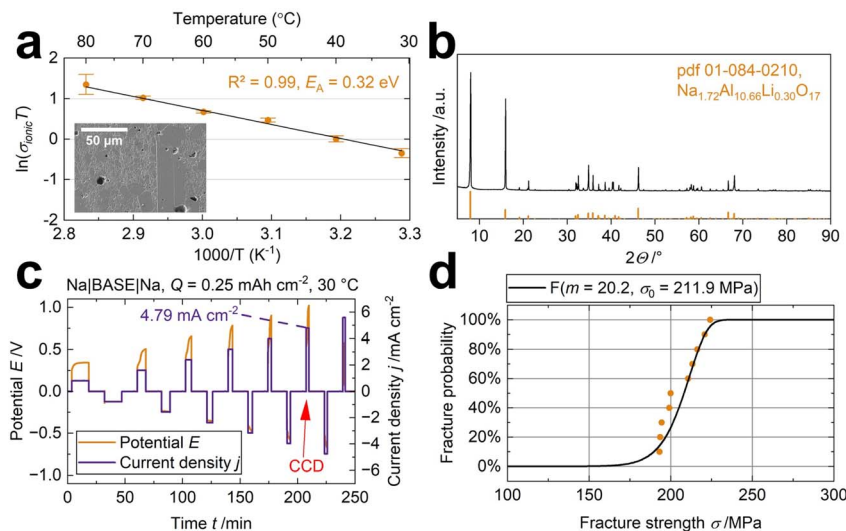 a
Temperature (°C)
80 70 60 50 40 30
2
1
0
-1
-2
ln(σionicT)
R² = 0.99, EA = 0.32 eV
50 µm
2.8 2.9 3.0 3.1 3.2 3.3
1000/T (K-1)
b
pdf 01-084-0210,
Na1.72Al10.66Li0.30O17
Intensity /a.u.
10 20 30 40 50 60 70 80 90
2Θ /°
c
Na|BASE|Na, Q = 0.25 mAh cm-2, 30 °C
4.79 mA cm-2
1.0
0.5
0.0
-0.5
-1.0
Potential E /V
6
4
2
0
-2
-4
-6
Current density j /mA cm-2
Potential E
Current density j
CCD
0 50 100 150 200 250
Time t /min
d
F(m = 20.2, σ0 = 211.9 MPa)
100%
80%
60%
40%
20%
0%
Fracture probability
100 150 200 250 300
Fracture strength σ /MPa